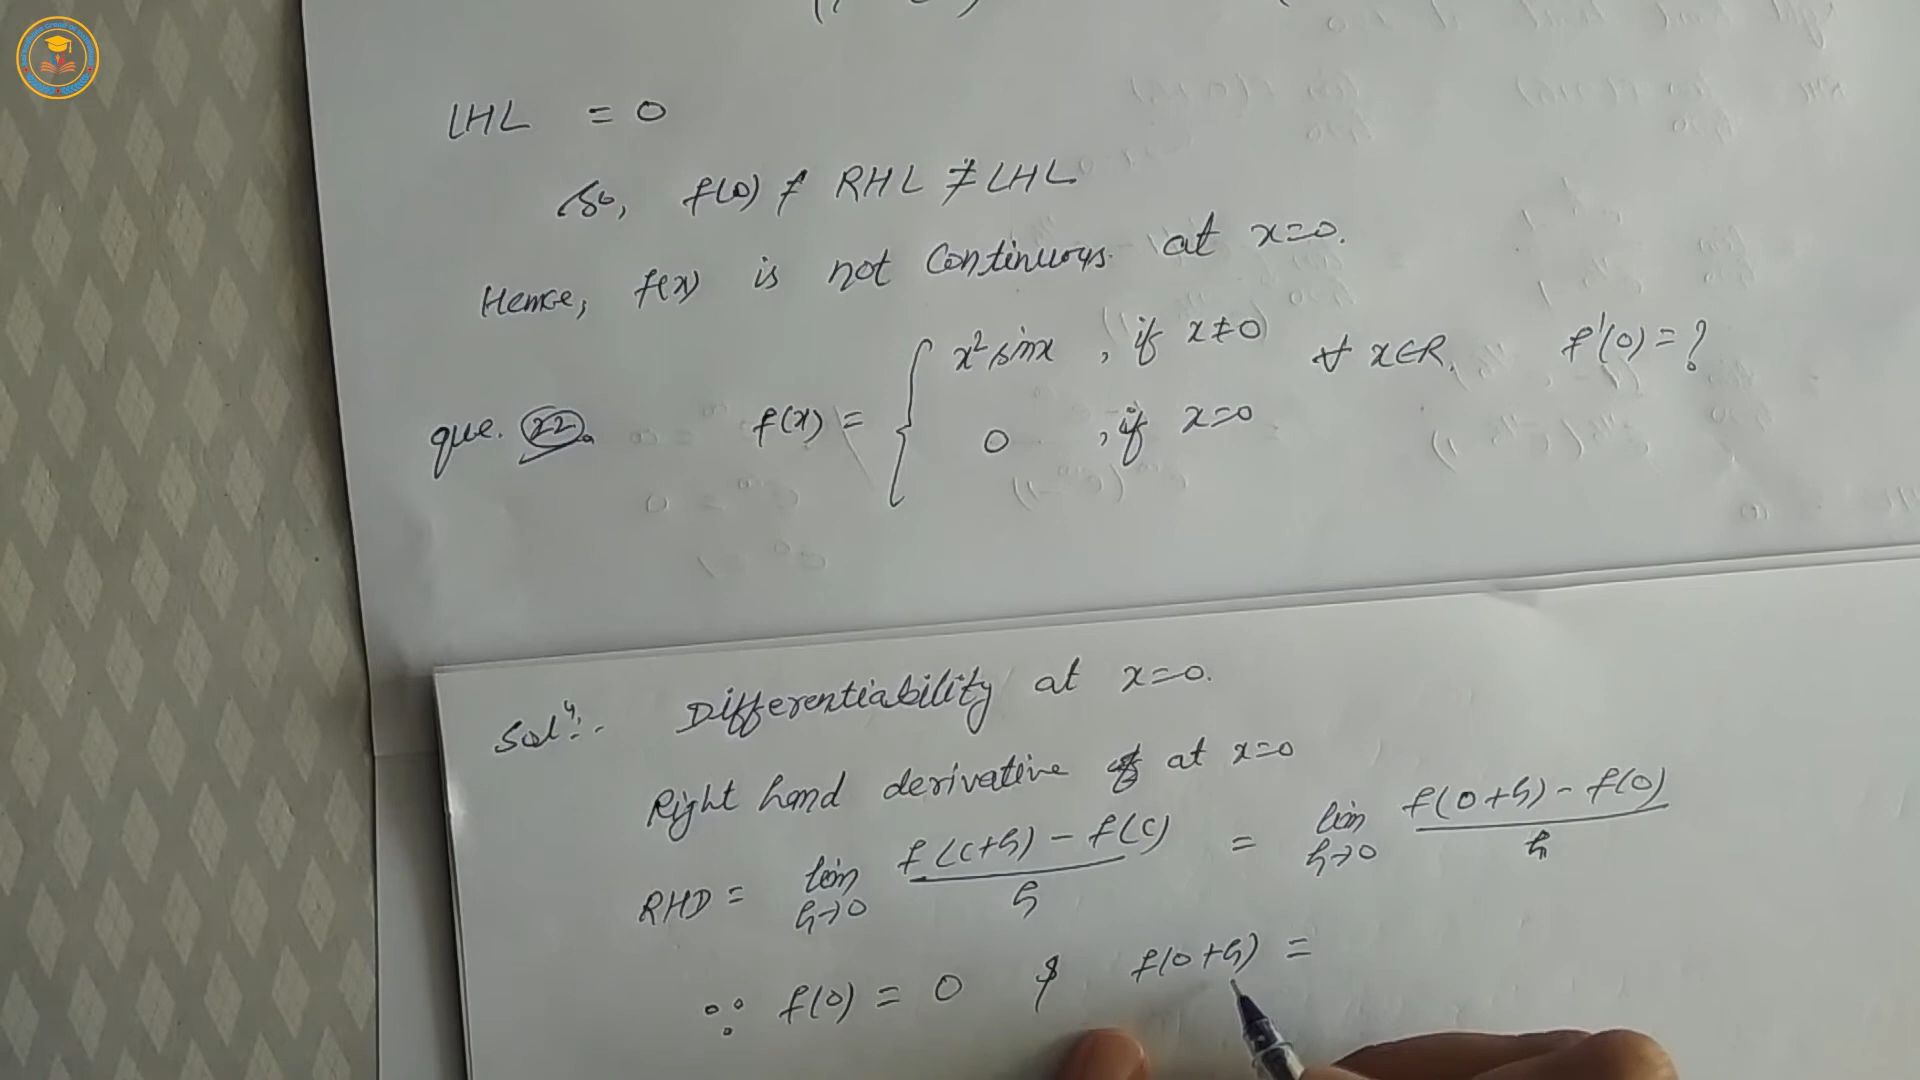 LHL = 0
So, f(0) ≠ RHL ≠ LHL
Hence, f(x) is not Continuous at x=0.
que. 22. f(x) = { x² sinx , if x≠0 ∀ x∈R. f'(0) = ?
0 , if x=0
Solⁿ:- Differentiability at x=0.
Right hand derivative at x=0
RHD = lim h→0 f(c+h) - f(c) / h = lim h→0 f(0+h) - f(0) / h
∵ f(0) = 0 & f(0+h) =